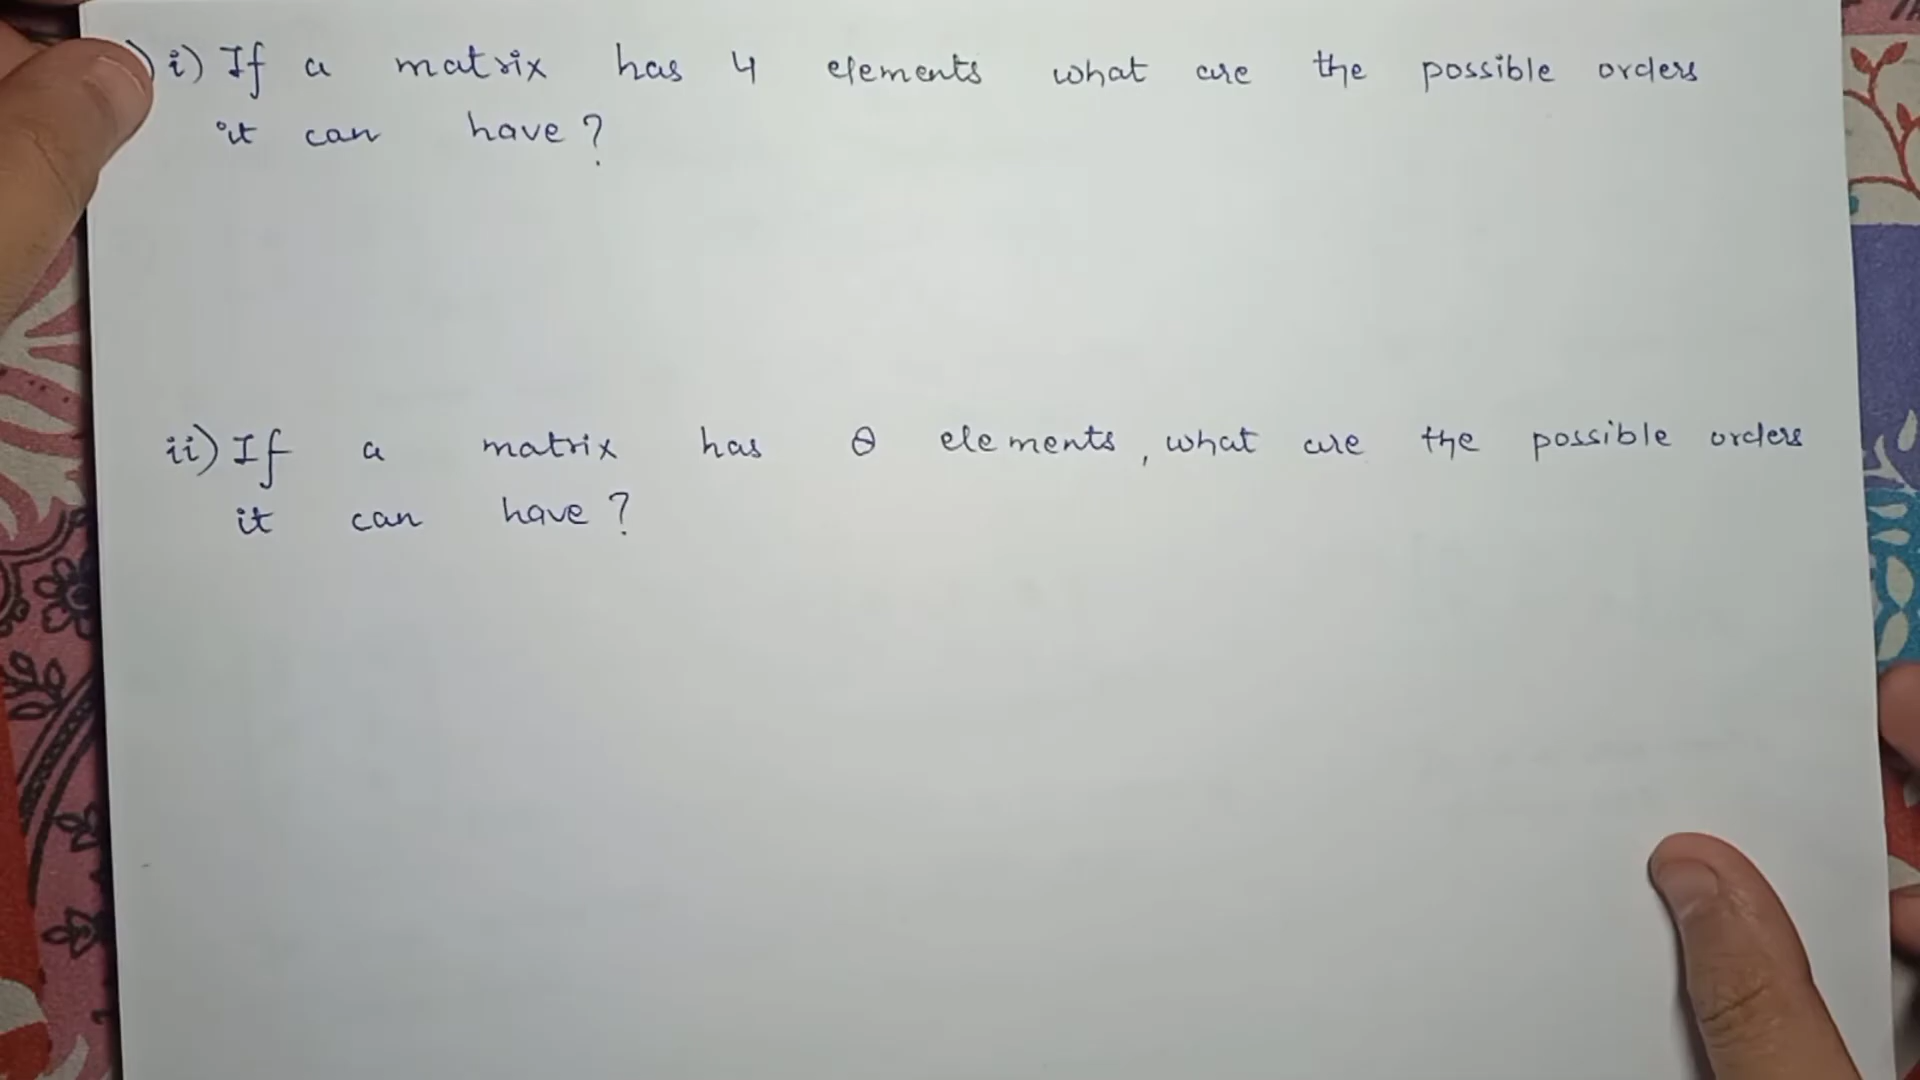 ) i) If a matrix has 4 elements what are the possible orders
it can have?
ii) If a matrix has 8 elements, what are the possible orders
it can have?